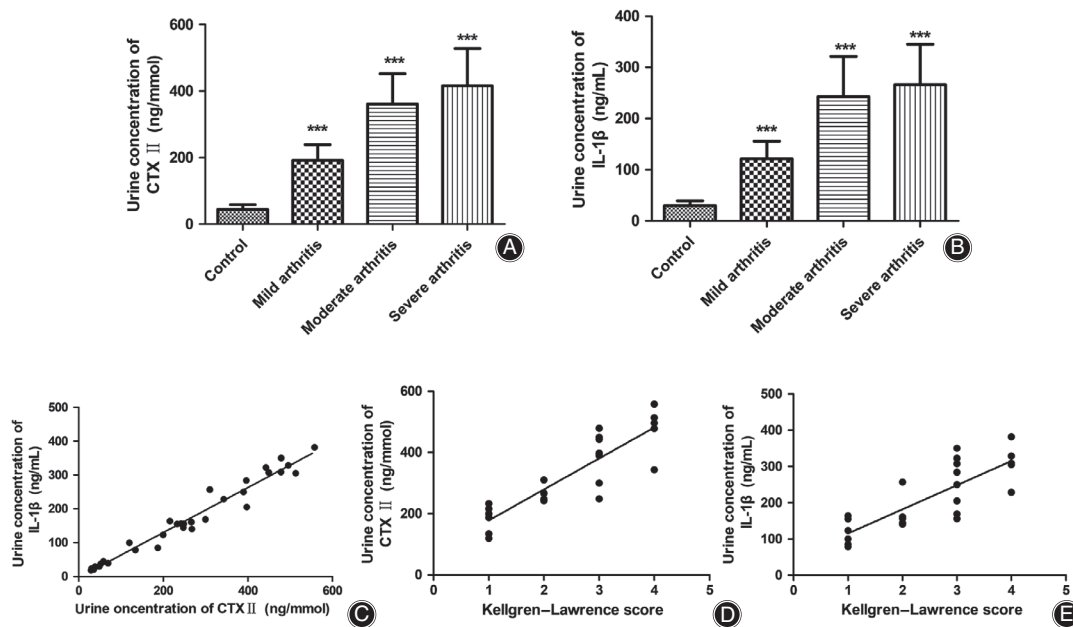 Urine concentration of
CTX Ⅱ (ng/mmol)
600
400
200
0
***
***
***
Control
Mild arthritis
Moderate arthritis
Severe arthritis
A
Urine concentration of
IL-1β (ng/mL)
400
300
200
100
0
***
***
***
Control
Mild arthritis
Moderate arthritis
Severe arthritis
B
Urine concentration of
IL-1β (ng/mL)
500
400
300
200
100
0
0 200 400 600
Urine oncentration of CTX Ⅱ (ng/mmol)
C
Urine concentration of
CTX Ⅱ (ng/mmol)
600
400
200
0
0 1 2 3 4 5
Kellgren–Lawrence score
D
Urine concentration of
IL-1β (ng/mL)
500
400
300
200
100
0
0 1 2 3 4 5
Kellgren–Lawrence score
E